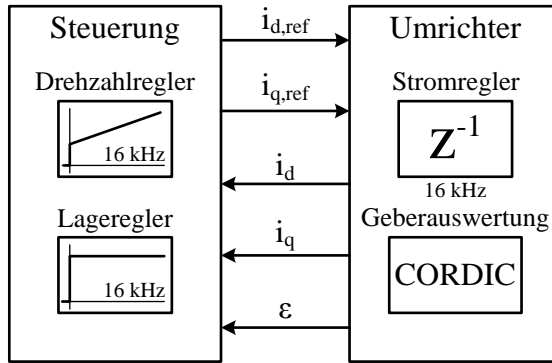 Steuerung
Drehzahlregler
16 kHz
Lageregler
16 kHz
i_d,ref
i_q,ref
i_d
i_q
ε
Umrichter
Stromregler
Z^-1
16 kHz
Geberauswertung
CORDIC